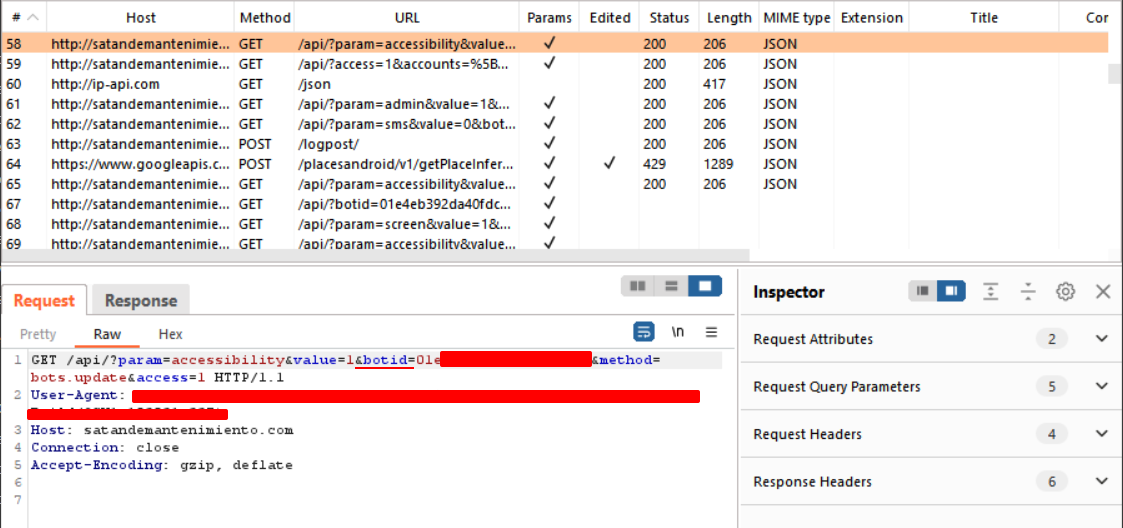 # Host Method URL Params Edited Status Length MIME type Extension Title Cor
58 http://satandemantenimie... GET /api/?param=accessibility&value... ✓ 200 206 JSON
59 http://satandemantenimie... GET /api/?access=1&accounts=%5B... ✓ 200 206 JSON
60 http://ip-api.com GET /json 200 417 JSON
61 http://satandemantenimie... GET /api/?param=admin&value=1&... ✓ 200 206 JSON
62 http://satandemantenimie... GET /api/?param=sms&value=0&bot... ✓ 200 206 JSON
63 http://satandemantenimie... POST /logpost/ ✓ 200 206 JSON
64 https://www.googleapis.c... POST /placesandroid/v1/getPlaceInfer... ✓ ✓ 429 1289 JSON
65 http://satandemantenimie... GET /api/?param=accessibility&value... ✓ 200 206 JSON
67 http://satandemantenimie... GET /api/?botid=01e4eb392da40fdc... ✓
68 http://satandemantenimie... GET /api/?param=screen&value=1&... ✓
69 http://satandemantenimie... GET /api/?param=accessibility&value... ✓
Request Response
Pretty Raw Hex \n
1 GET /api/?param=accessibility&value=1&botid=01e &method=
bots.update&access=1 HTTP/1.1
2 User-Agent:
3 Host: satandemantenimiento.com
4 Connection: close
5 Accept-Encoding: gzip, deflate
6
7
Inspector
Request Attributes 2
Request Query Parameters 5
Request Headers 4
Response Headers 6